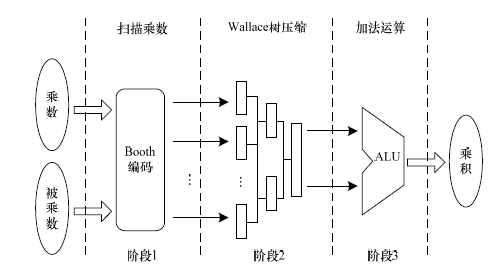 扫描乘数
Wallace树压缩
加法运算
乘数
被乘数
Booth
编码
⋮
⋮
ALU
乘积
阶段1
阶段2
阶段3